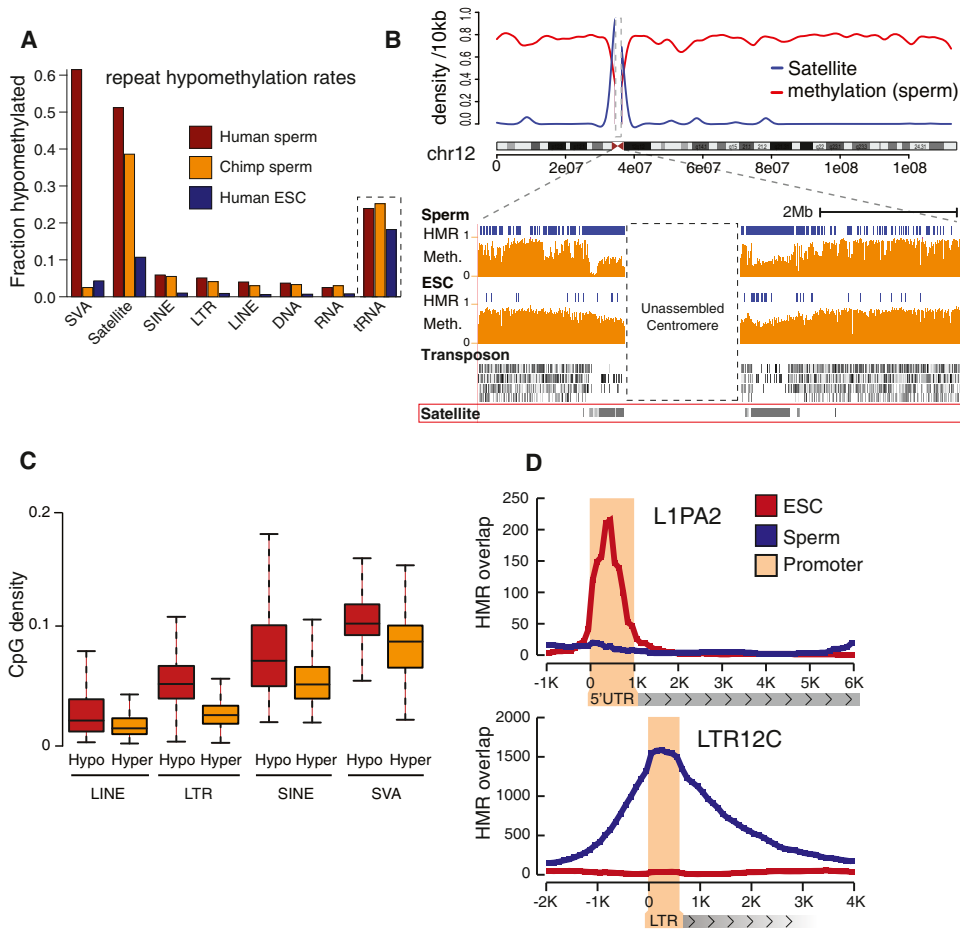 A
repeat hypomethylation rates
Fraction hypomethylated
0.6
0.5
0.4
0.3
0.2
0.1
0.0
Human sperm
Chimp sperm
Human ESC
SVA
Satellite
SINE
LTR
LINE
DNA
RNA
tRNA
B
density /10kb
1.0
0.8
0.6
0.4
0.2
0.0
Satellite
methylation (sperm)
chr12
0
2e07
4e07
6e07
8e07
1e08
2Mb
Sperm
HMR 1
Meth.
0
ESC
HMR 1
Meth.
0
Unassembled
Centromere
Transposon
Satellite
C
CpG density
0.2
0.1
0
Hypo Hyper Hypo Hyper Hypo Hyper Hypo Hyper
LINE LTR SINE SVA
D
L1PA2
HMR overlap
250
200
150
100
50
0
ESC
Sperm
Promoter
-1K 0 1K 2K 3K 4K 5K 6K
5'UTR
LTR12C
HMR overlap
2000
1500
1000
500
0
-2K -1K 0 1K 2K 3K 4K
LTR